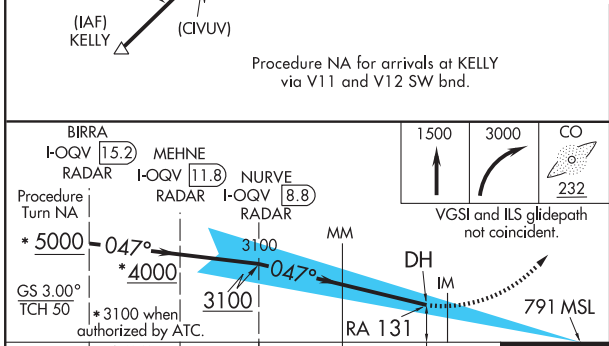 (IAF)
KELLY
(CIVUV)
Procedure NA for arrivals at KELLY
via V11 and V12 SW bnd.
BIRRA
I-OQV 15.2
RADAR
MEHNE
I-OQV 11.8
RADAR
NURVE
I-OQV 8.8
RADAR
1500
3000
CO
232
VGSI and ILS glidepath
not coincident.
Procedure
Turn NA
* 5000
047°
*4000
3100
047°
3100
MM
DH
IM
RA 131
791 MSL
GS 3.00°
TCH 50
* 3100 when
authorized by ATC.